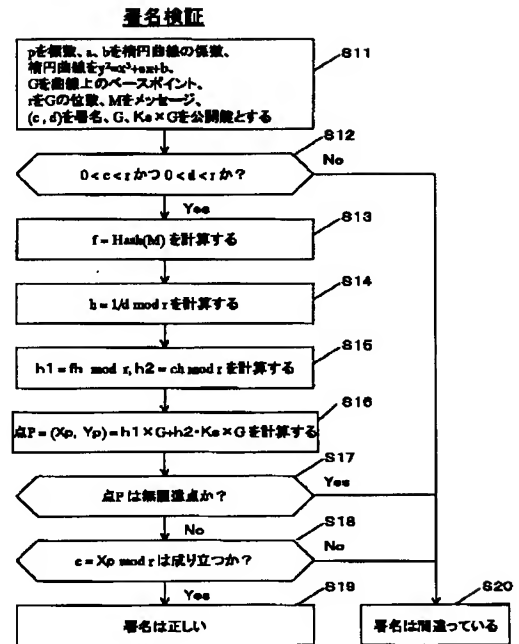 署名検証
pを標数、a、bを楕円曲線の係数、
楕円曲線をy²=x³+ax+b、
Gを曲線上のベースポイント、
rをGの位数、Mをメッセージ、
(c , d)を署名、G、Ks×Gを公開鍵とする
S11
S12
0 < c < r かつ 0 < d < r か?
No
Yes
S13
f = Hash(M) を計算する
S14
h = 1/d mod r を計算する
S15
h1 = fh mod r, h2 = ch mod r を計算する
S16
点P = (Xp, Yp) = h1×G+h2・Ks×G を計算する
S17
点P は無限遠点か?
Yes
No
S18
c = Xp mod r は成り立つか?
No
Yes
S19
署名は正しい
S20
署名は間違っている